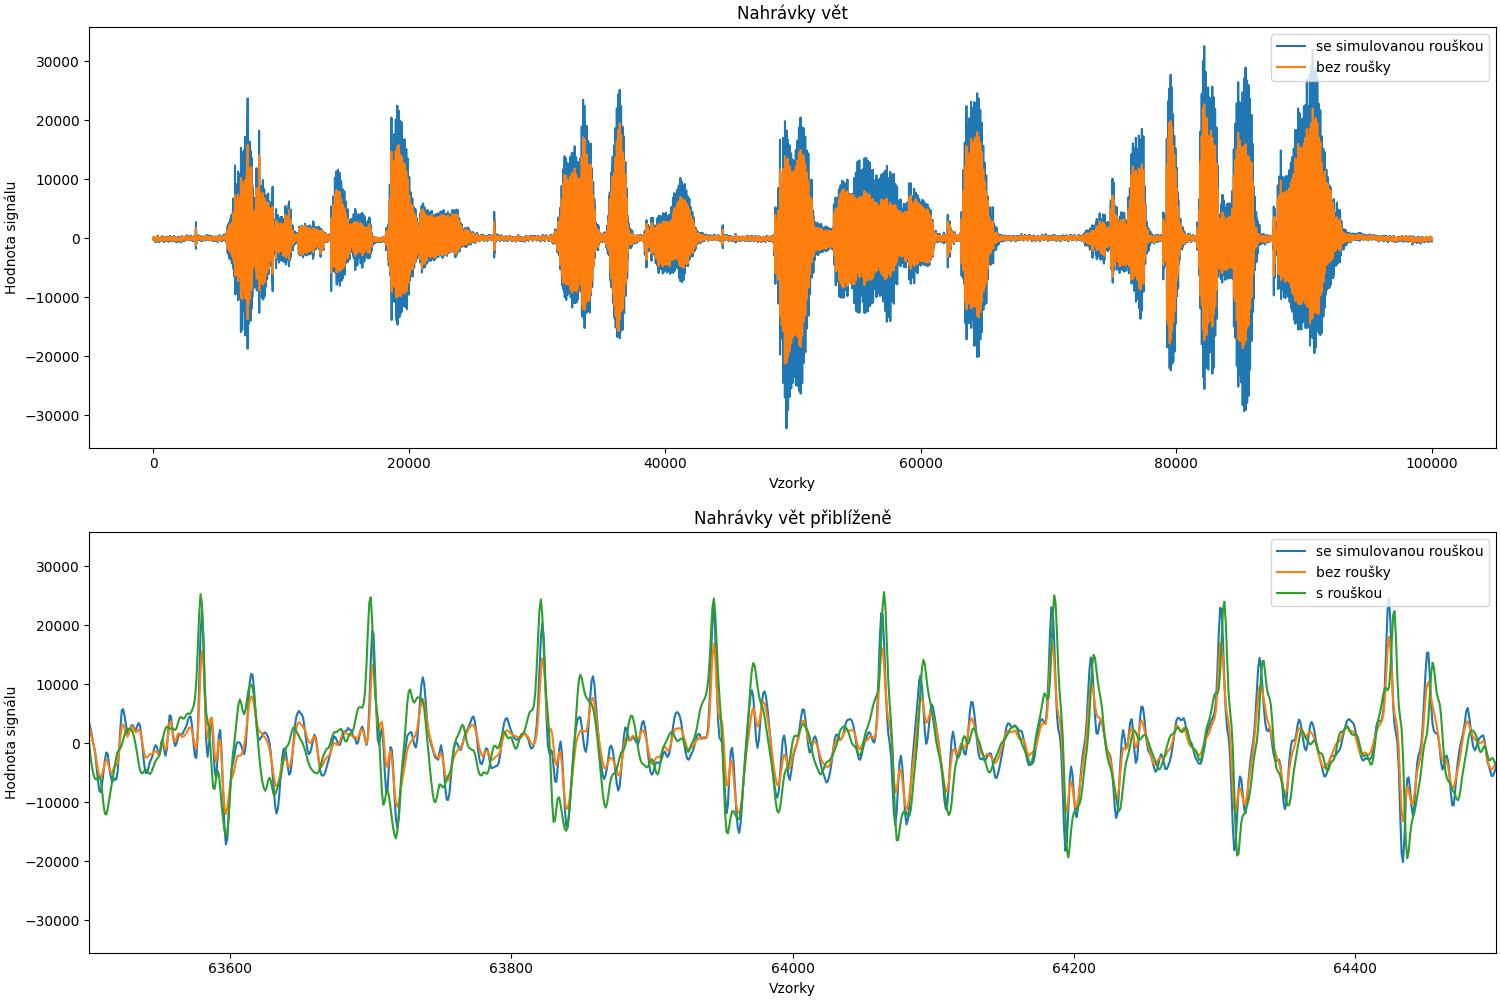 Nahrávky vět
Hodnota signálu
30000
20000
10000
0
−10000
−20000
−30000
se simulovanou rouškou
bez roušky
0
20000
40000
60000
80000
100000
Vzorky
Nahrávky vět přiblíženě
Hodnota signálu
30000
20000
10000
0
−10000
−20000
−30000
se simulovanou rouškou
bez roušky
s rouškou
63600
63800
64000
64200
64400
Vzorky